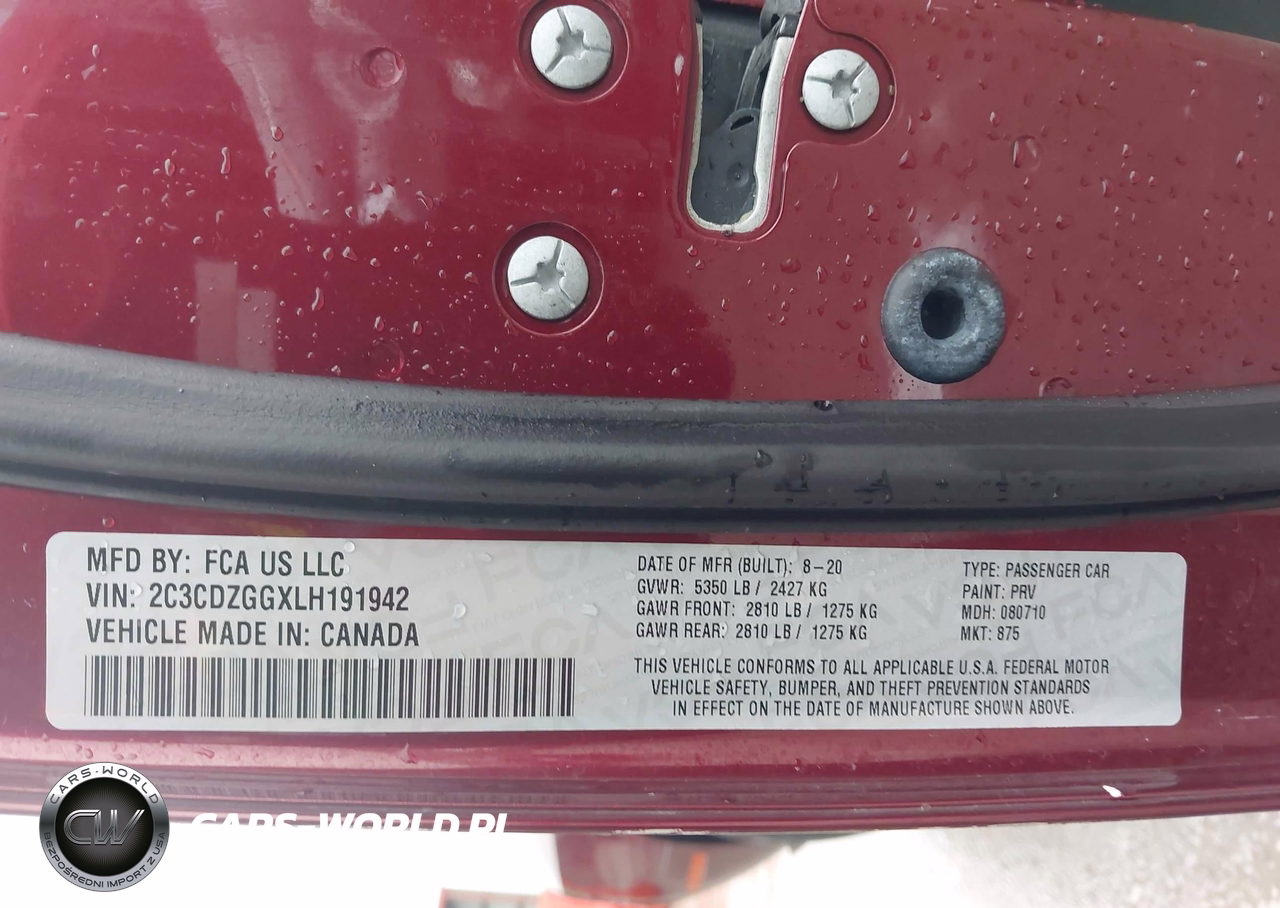 MFD BY: FCA US LLC
VIN: 2C3CDZGGXLH191942
VEHICLE MADE IN: CANADA
DATE OF MFR (BUILT): 8-20
GVWR: 5350 LB / 2427 KG
GAWR FRONT: 2810 LB / 1275 KG
GAWR REAR: 2810 LB / 1275 KG
TYPE: PASSENGER CAR
PAINT: PRV
MDH: 080710
MKT: 875
THIS VEHICLE CONFORMS TO ALL APPLICABLE U.S.A. FEDERAL MOTOR
VEHICLE SAFETY, BUMPER, AND THEFT PREVENTION STANDARDS
IN EFFECT ON THE DATE OF MANUFACTURE SHOWN ABOVE.
CARS-WORLD
CW
BEZPOŚREDNI IMPORT Z USA
CARS-WORLD.PL